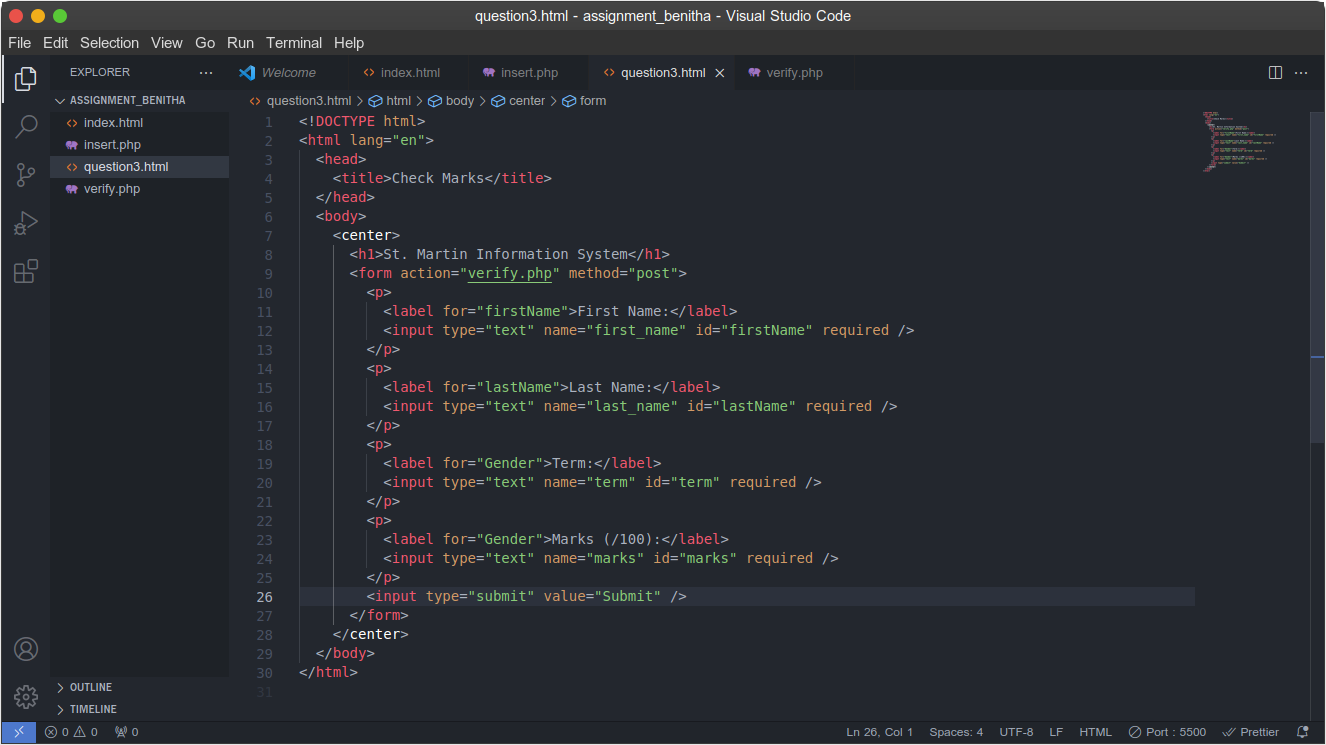 question3.html - assignment_benitha - Visual Studio Code
File Edit Selection View Go Run Terminal Help
EXPLORER ··· Welcome index.html insert.php question3.html verify.php ···
ASSIGNMENT_BENITHA
index.html
insert.php
question3.html
verify.php
OUTLINE
TIMELINE
question3.html > html > body > center > form
1 <!DOCTYPE html>
2 <html lang="en">
3 <head>
4 <title>Check Marks</title>
5 </head>
6 <body>
7 <center>
8 <h1>St. Martin Information System</h1>
9 <form action="verify.php" method="post">
10 <p>
11 <label for="firstName">First Name:</label>
12 <input type="text" name="first_name" id="firstName" required />
13 </p>
14 <p>
15 <label for="lastName">Last Name:</label>
16 <input type="text" name="last_name" id="lastName" required />
17 </p>
18 <p>
19 <label for="Gender">Term:</label>
20 <input type="text" name="term" id="term" required />
21 </p>
22 <p>
23 <label for="Gender">Marks (/100):</label>
24 <input type="text" name="marks" id="marks" required />
25 </p>
26 <input type="submit" value="Submit" />
27 </form>
28 </center>
29 </body>
30 </html>
31
0 0 0 Ln 26, Col 1 Spaces: 4 UTF-8 LF HTML Port : 5500 Prettier